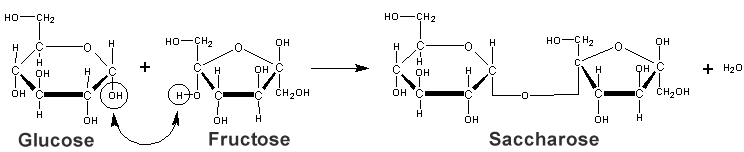 HO—CH₂
H O H
C
C OH H C
H
OH C C OH
H OH
Glucose
+
HO—CH₂ O OH
C OH C
H
H—O C C CH₂OH
OH H
Fructose
HO—CH₂
H O H
H C
C OH H C
H
OH C C O
H OH
HO—CH₂ O OH
C H OH C
C C CH₂OH
OH H
Saccharose
+ H₂O